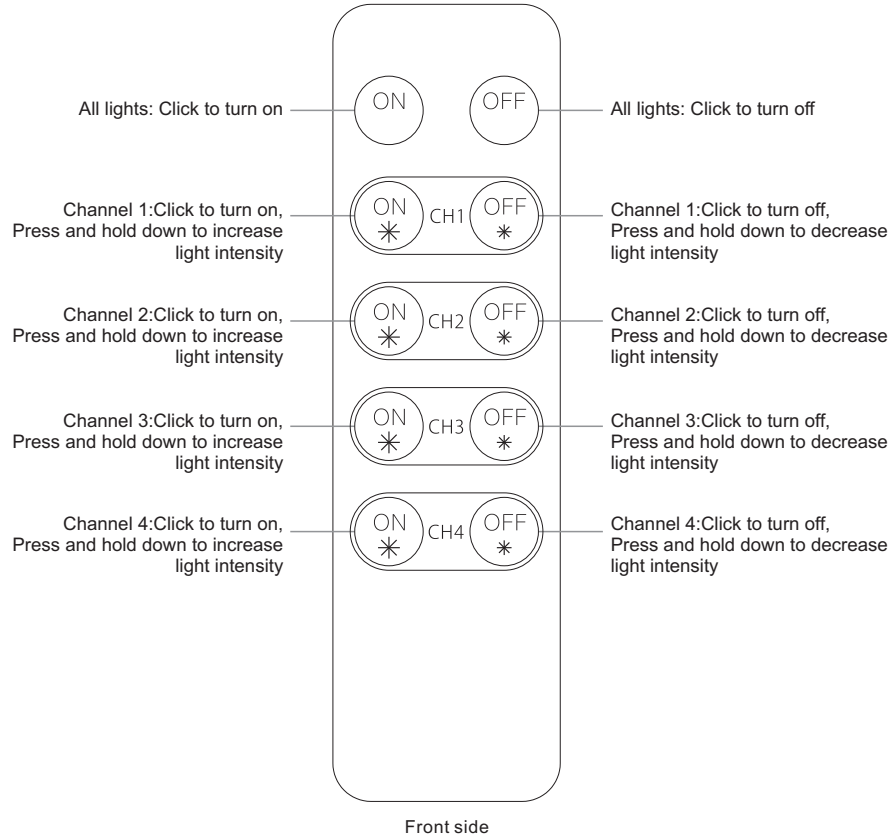 All lights: Click to turn on
ON
OFF
All lights: Click to turn off
Channel 1:Click to turn on,
Press and hold down to increase
light intensity
ON
CH1
OFF
Channel 1:Click to turn off,
Press and hold down to decrease
light intensity
Channel 2:Click to turn on,
Press and hold down to increase
light intensity
ON
CH2
OFF
Channel 2:Click to turn off,
Press and hold down to decrease
light intensity
Channel 3:Click to turn on,
Press and hold down to increase
light intensity
ON
CH3
OFF
Channel 3:Click to turn off,
Press and hold down to decrease
light intensity
Channel 4:Click to turn on,
Press and hold down to increase
light intensity
ON
CH4
OFF
Channel 4:Click to turn off,
Press and hold down to decrease
light intensity
Front side